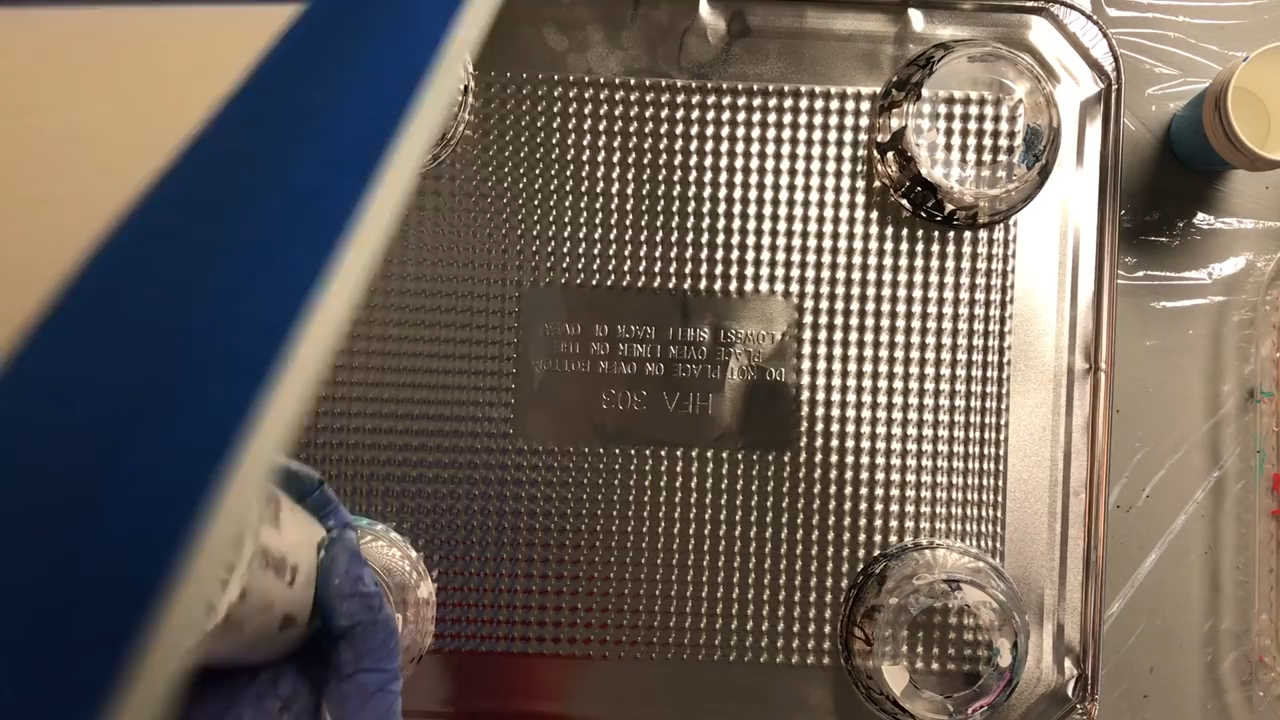 HFA 303
DO NOT PLACE ON OVEN BOTTOM
PLACE OVEN LINER ON THE
LOWEST SHELF RACK OF OVEN